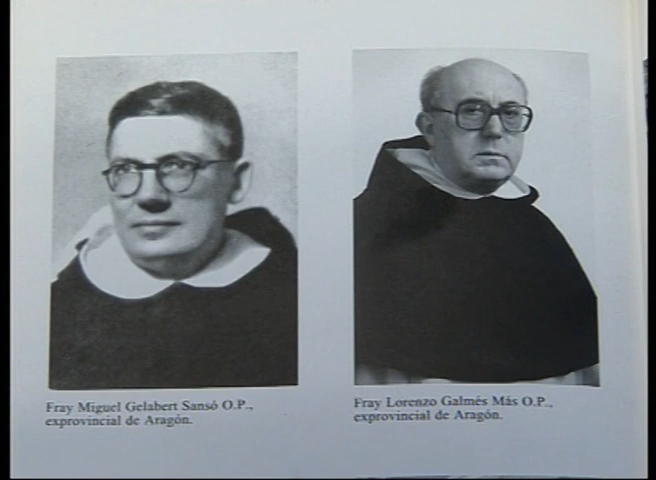 Fray Miguel Gelabert Sansó O.P.,
exprovincial de Aragón.
Fray Lorenzo Galmés Más O.P.,
exprovincial de Aragón.